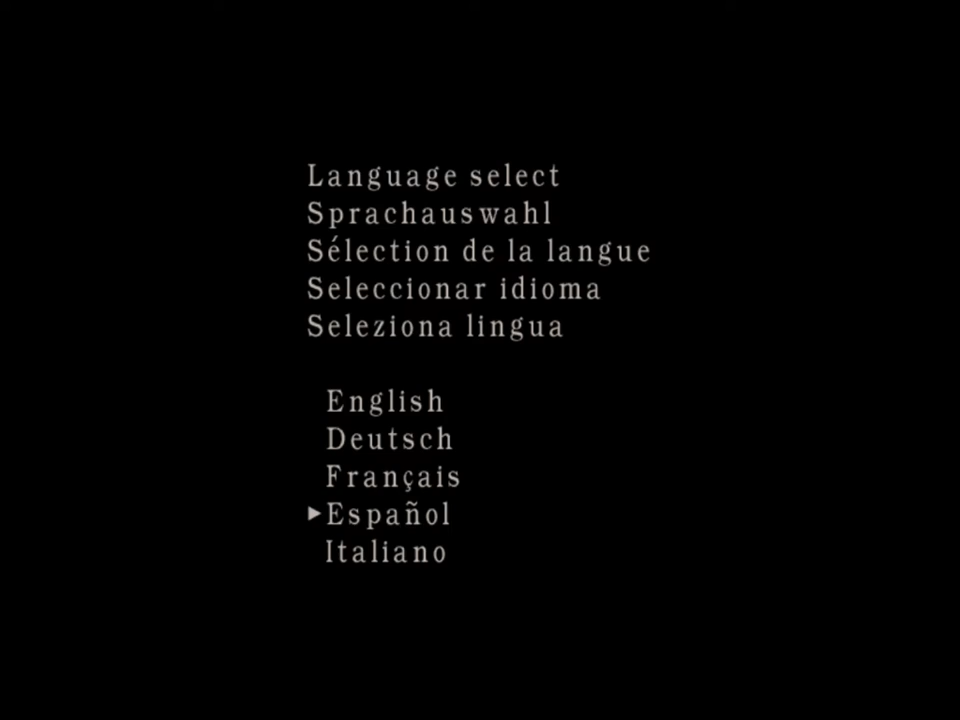 Language select
Sprachauswahl
Sélection de la langue
Seleccionar idioma
Seleziona lingua
English
Deutsch
Français
Español
Italiano